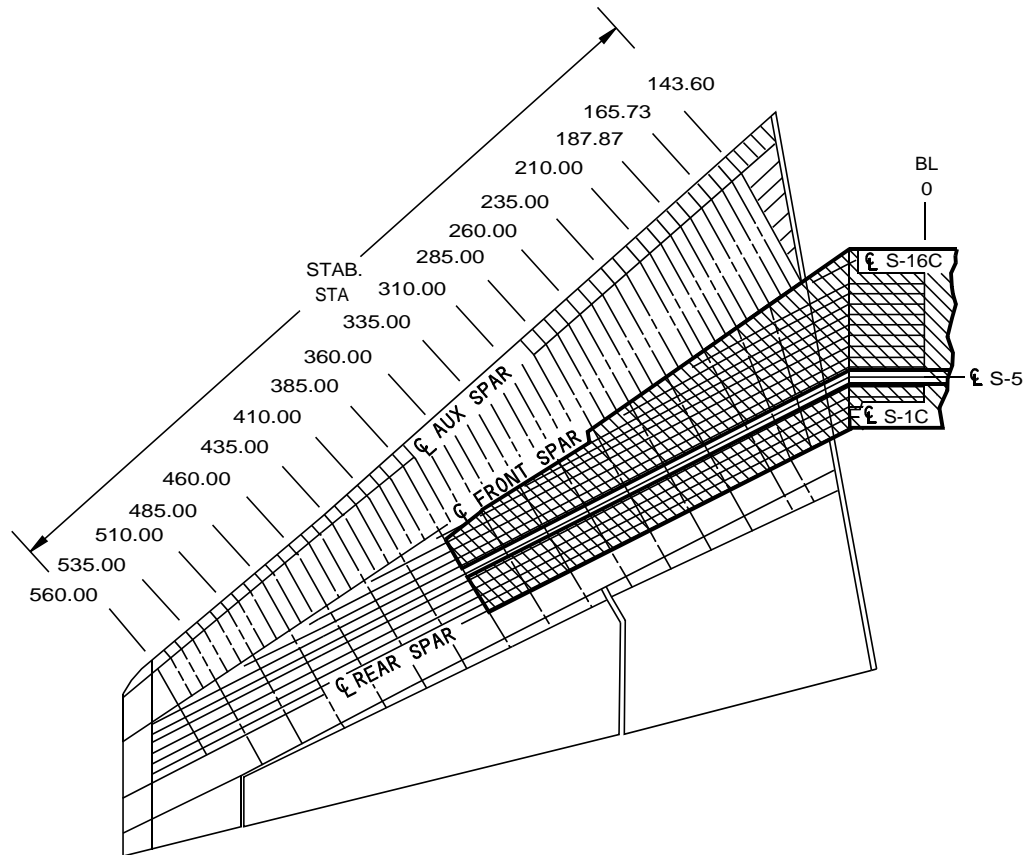 143.60
165.73
187.87
210.00
235.00
260.00
285.00
310.00
335.00
360.00
385.00
410.00
435.00
460.00
485.00
510.00
535.00
560.00
STAB.
STA
BL
0
℄ S-16C
℄ S-5
℄ S-1C
℄ AUX SPAR
℄ FRONT SPAR
℄ REAR SPAR